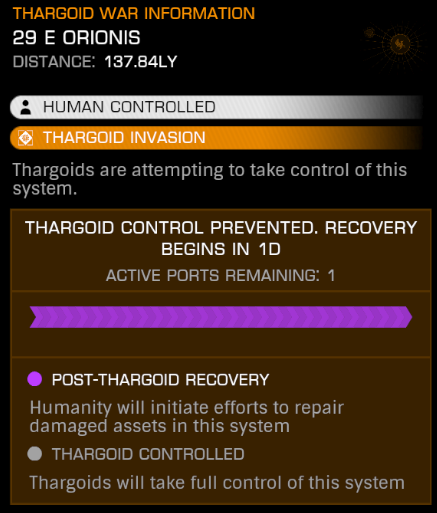 THARGOID WAR INFORMATION
29 E ORIONIS
DISTANCE: 137.84LY
HUMAN CONTROLLED
THARGOID INVASION
Thargoids are attempting to take control of this
system.
THARGOID CONTROL PREVENTED. RECOVERY
BEGINS IN 1D
ACTIVE PORTS REMAINING: 1
POST-THARGOID RECOVERY
Humanity will initiate efforts to repair
damaged assets in this system
THARGOID CONTROLLED
Thargoids will take full control of this system